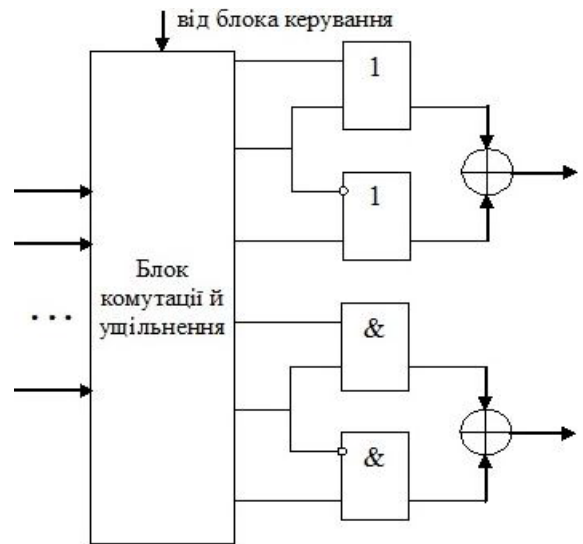 від блока керування
1
1
Блок
комутації й
ущільнення
...
&
&